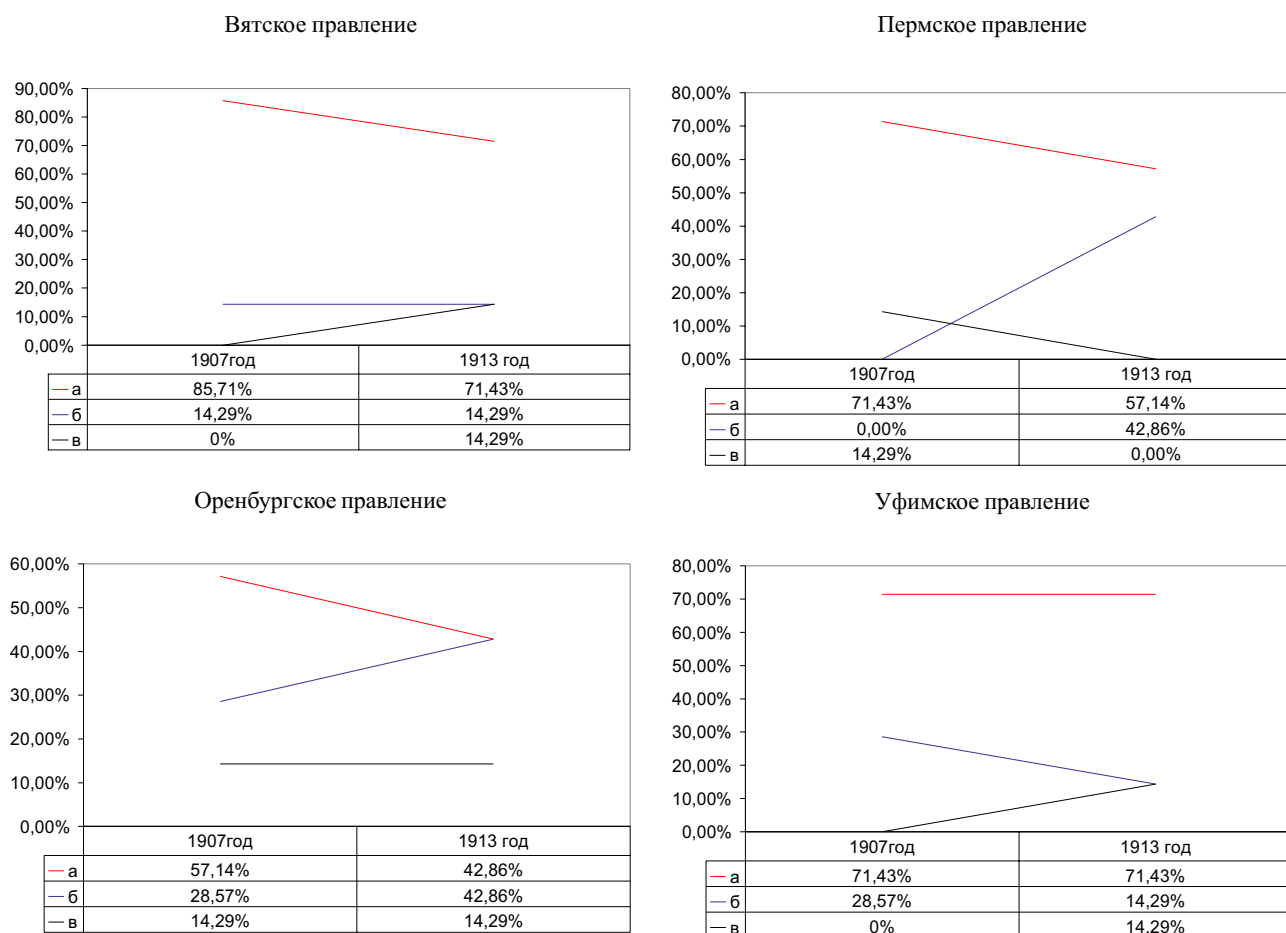 Вятское правление
90,00%
80,00%
70,00%
60,00%
50,00%
40,00%
30,00%
20,00%
10,00%
0,00%
1907год 1913 год
а 85,71% 71,43%
б 14,29% 14,29%
в 0% 14,29%
Пермское правление
80,00%
70,00%
60,00%
50,00%
40,00%
30,00%
20,00%
10,00%
0,00%
1907год 1913 год
а 71,43% 57,14%
б 0,00% 42,86%
в 14,29% 0,00%
Оренбургское правление
60,00%
50,00%
40,00%
30,00%
20,00%
10,00%
0,00%
1907год 1913 год
а 57,14% 42,86%
б 28,57% 42,86%
в 14,29% 14,29%
Уфимское правление
80,00%
70,00%
60,00%
50,00%
40,00%
30,00%
20,00%
10,00%
0,00%
1907год 1913 год
а 71,43% 71,43%
б 28,57% 14,29%
в 0% 14,29%